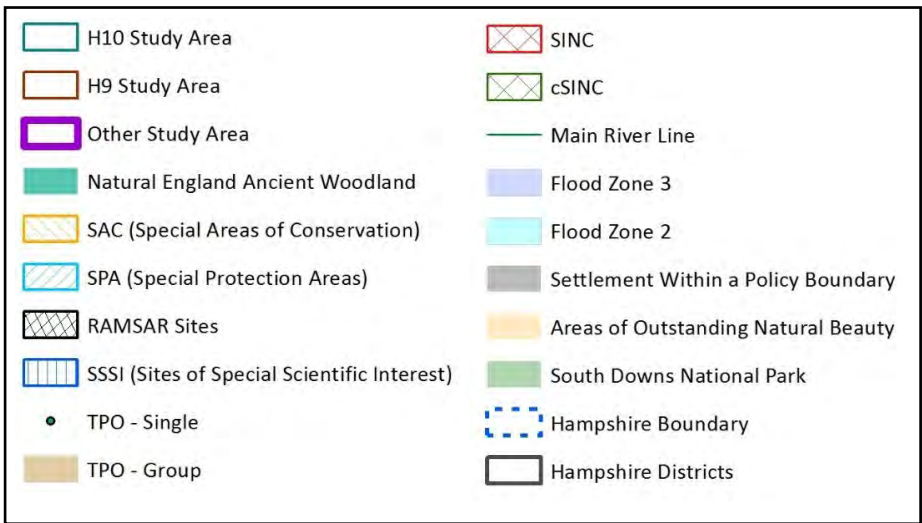 H10 Study Area
H9 Study Area
Other Study Area
Natural England Ancient Woodland
SAC (Special Areas of Conservation)
SPA (Special Protection Areas)
RAMSAR Sites
SSSI (Sites of Special Scientific Interest)
TPO - Single
TPO - Group
SINC
cSINC
Main River Line
Flood Zone 3
Flood Zone 2
Settlement Within a Policy Boundary
Areas of Outstanding Natural Beauty
South Downs National Park
Hampshire Boundary
Hampshire Districts